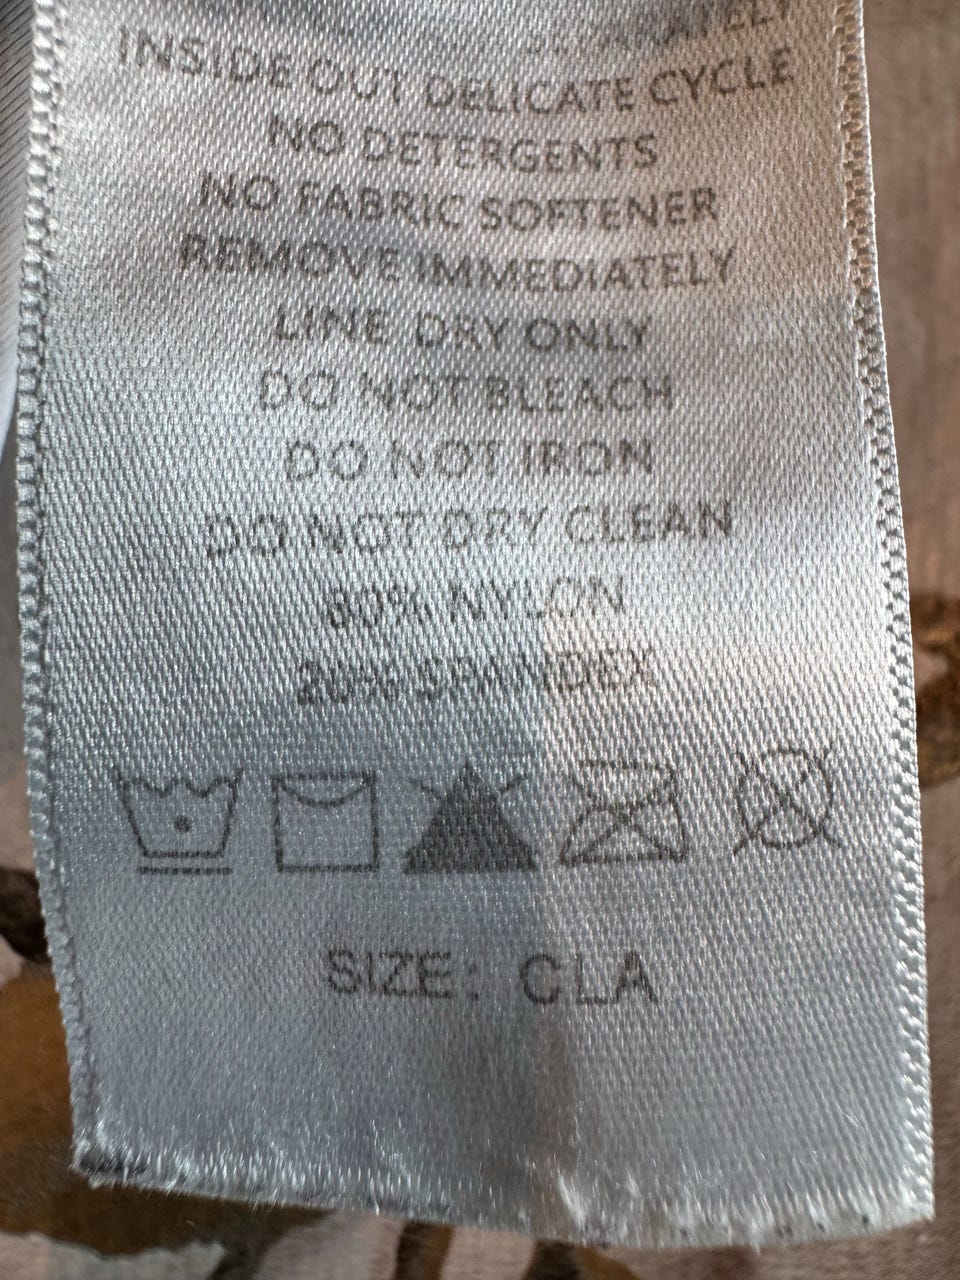 INSIDE OUT DELICATE CYCLE
NO DETERGENTS
NO FABRIC SOFTENER
REMOVE IMMEDIATELY
LINE DRY ONLY
DO NOT BLEACH
DO NOT IRON
DO NOT DRY CLEAN
80% NYLON
20% SPANDEX
SIZE: CLA